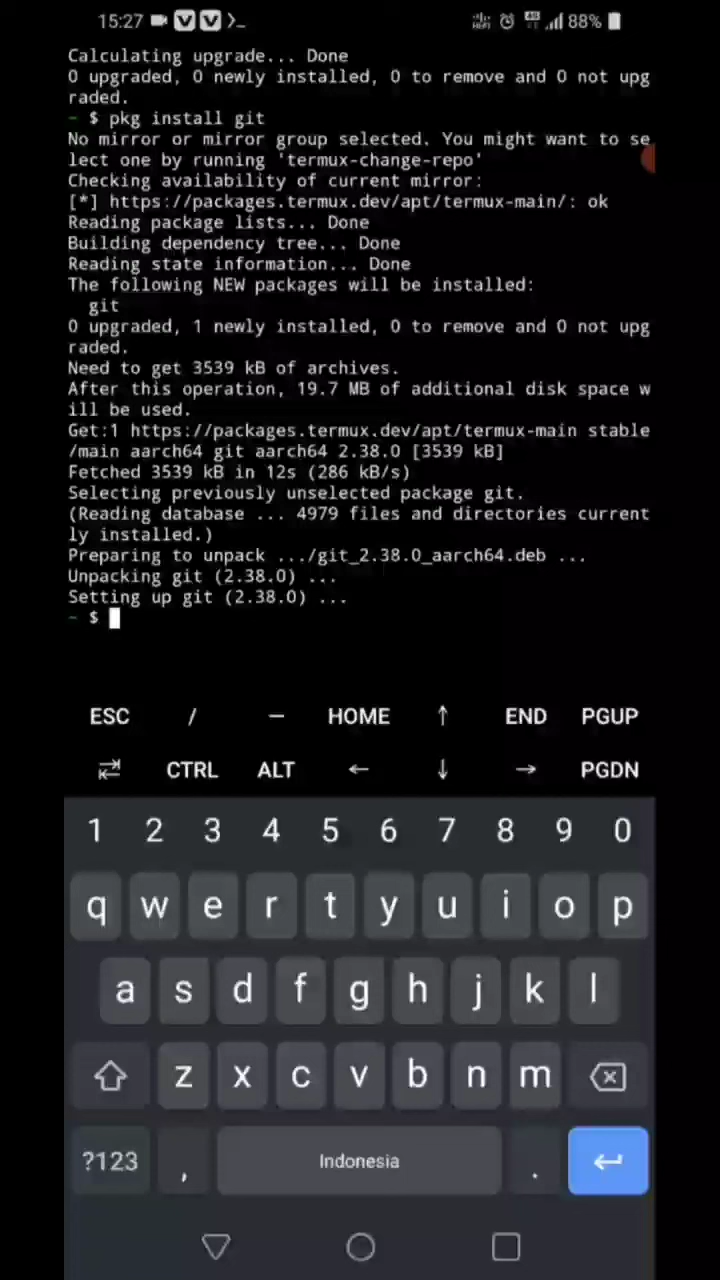 15:27 88%
Calculating upgrade... Done
0 upgraded, 0 newly installed, 0 to remove and 0 not upg
raded.
~ $ pkg install git
No mirror or mirror group selected. You might want to se
lect one by running 'termux-change-repo'
Checking availability of current mirror:
[*] https://packages.termux.dev/apt/termux-main/: ok
Reading package lists... Done
Building dependency tree... Done
Reading state information... Done
The following NEW packages will be installed:
  git
0 upgraded, 1 newly installed, 0 to remove and 0 not upg
raded.
Need to get 3539 kB of archives.
After this operation, 19.7 MB of additional disk space w
ill be used.
Get:1 https://packages.termux.dev/apt/termux-main stable
/main aarch64 git aarch64 2.38.0 [3539 kB]
Fetched 3539 kB in 12s (286 kB/s)
Selecting previously unselected package git.
(Reading database ... 4979 files and directories current
ly installed.)
Preparing to unpack .../git_2.38.0_aarch64.deb ...
Unpacking git (2.38.0) ...
Setting up git (2.38.0) ...
~ $
ESC / — HOME ↑ END PGUP
CTRL ALT ← ↓ → PGDN
1 2 3 4 5 6 7 8 9 0
q w e r t y u i o p
a s d f g h j k l
z x c v b n m
?123 , Indonesia .